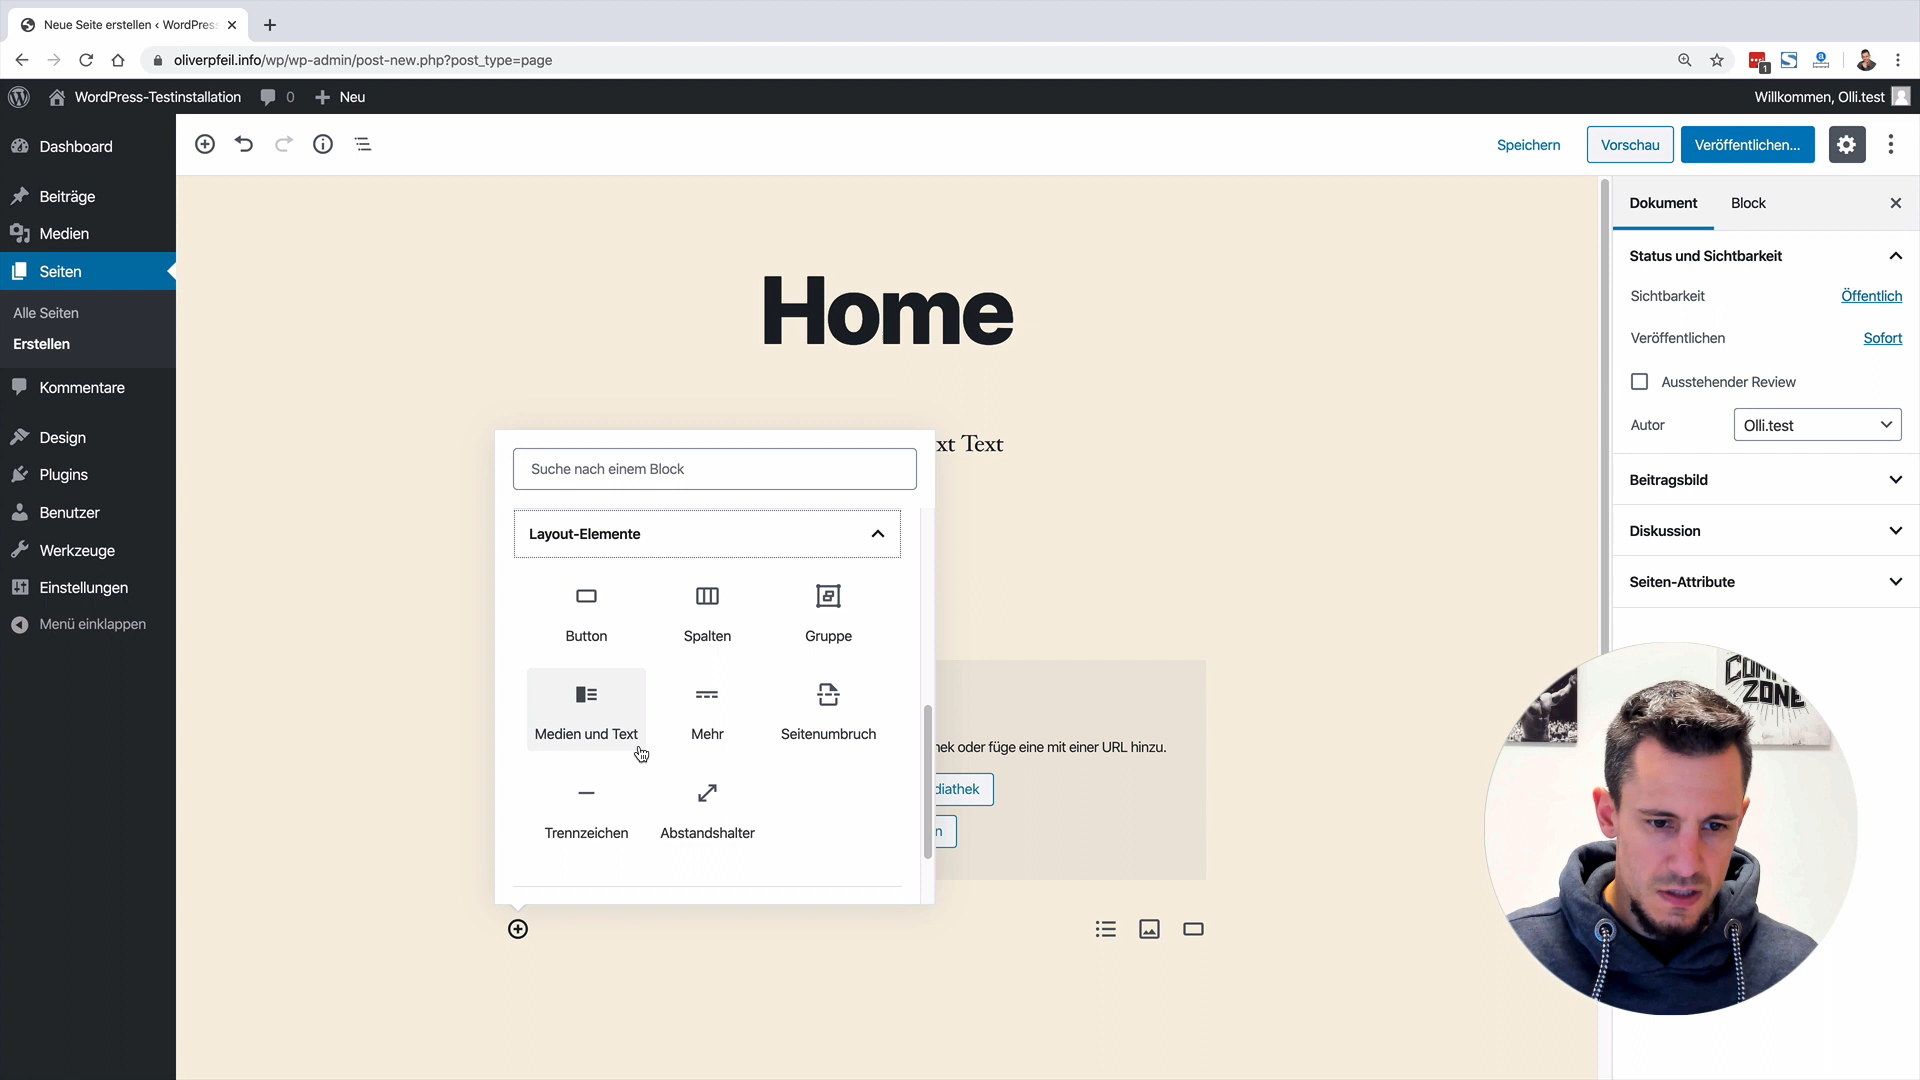 Neue Seite erstellen ‹ WordPres
oliverpfeil.info/wp/wp-admin/post-new.php?post_type=page
1
WordPress-Testinstallation
0
Neu
Willkommen, Olli.test
Dashboard
Beiträge
Medien
Seiten
Alle Seiten
Erstellen
Kommentare
Design
Plugins
Benutzer
Werkzeuge
Einstellungen
Menü einklappen
Speichern
Vorschau
Veröffentlichen...
Home
xt Text
Suche nach einem Block
Layout-Elemente
Button
Spalten
Gruppe
Medien und Text
Mehr
Seitenumbruch
Trennzeichen
Abstandshalter
hek oder füge eine mit einer URL hinzu.
diathek
n
Dokument
Block
Status und Sichtbarkeit
Sichtbarkeit
Öffentlich
Veröffentlichen
Sofort
Ausstehender Review
Autor
Olli.test
Beitragsbild
Diskussion
Seiten-Attribute
ZONE